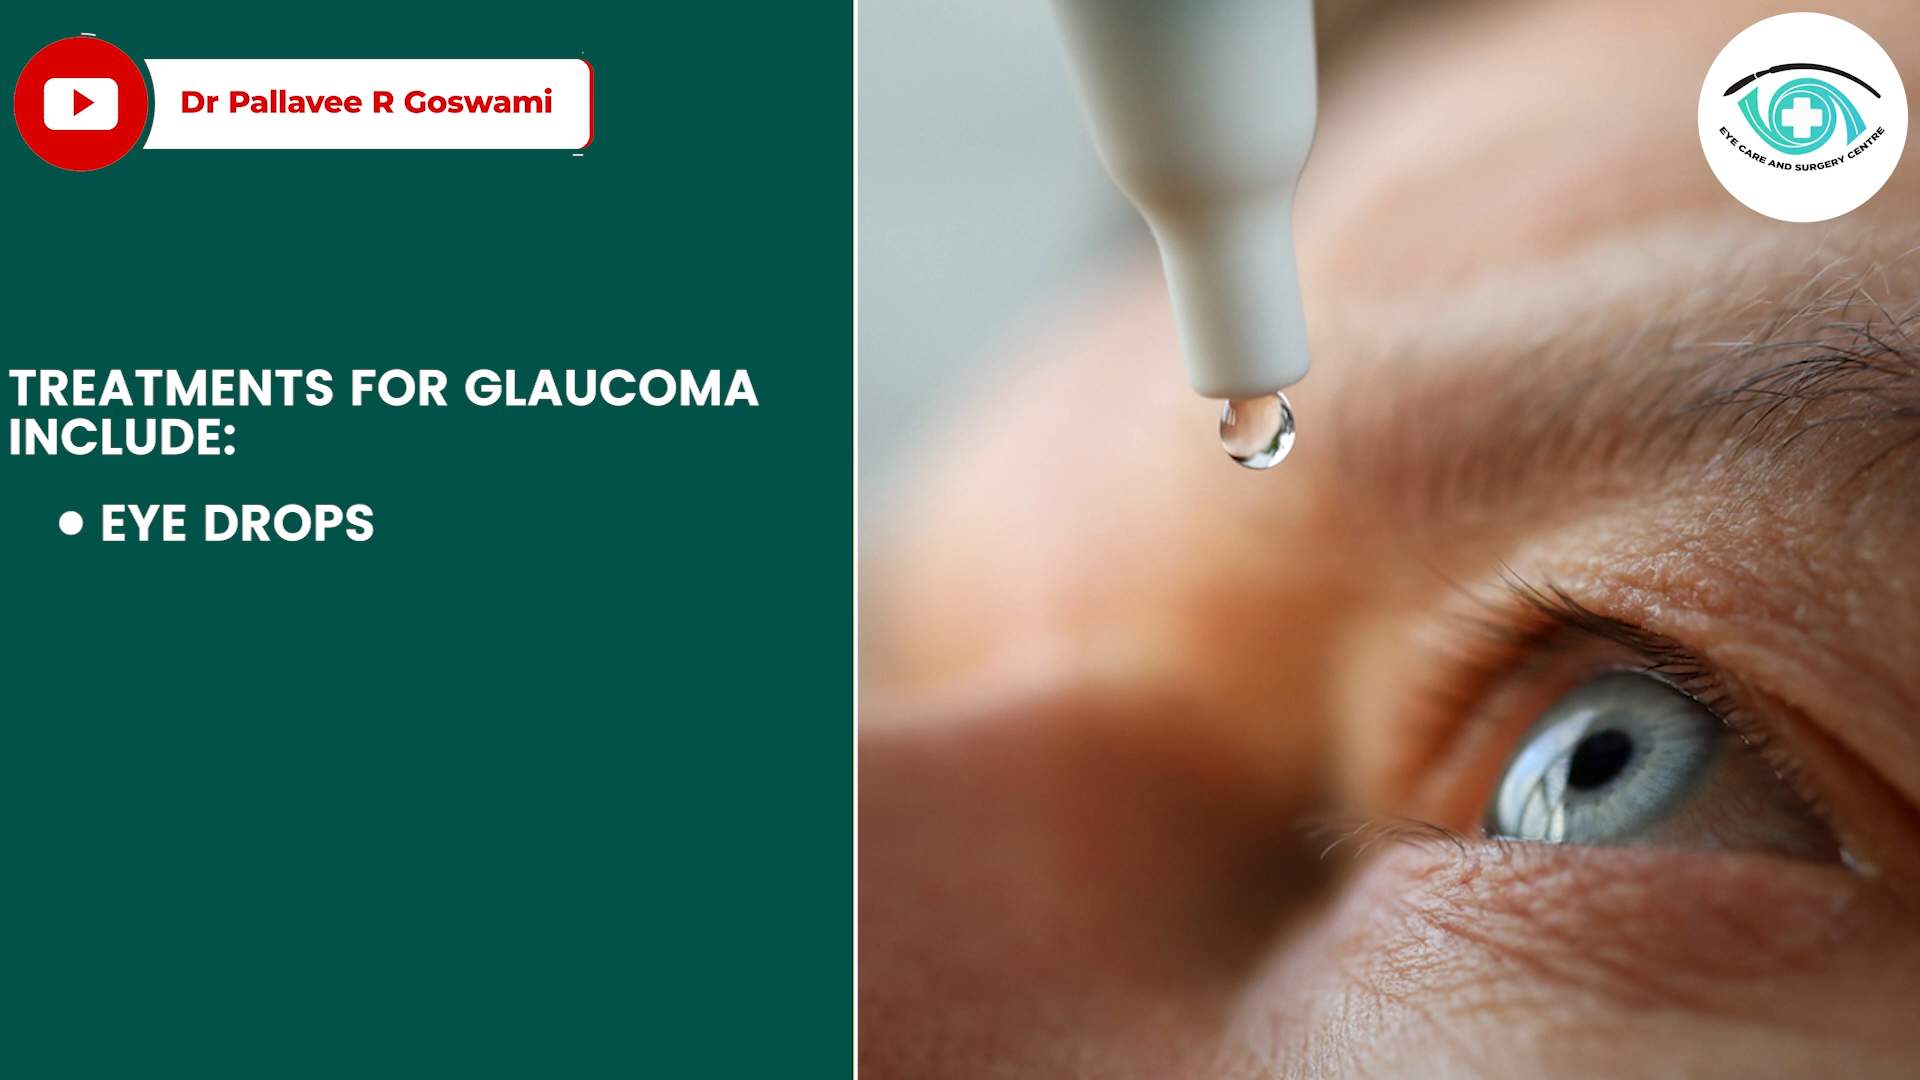 Dr Pallavee R Goswami
EYE CARE AND SURGERY CENTRE
TREATMENTS FOR GLAUCOMA
INCLUDE:
• EYE DROPS